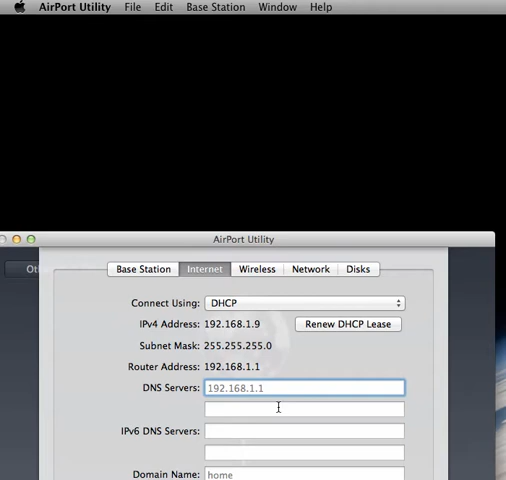 AirPort Utility File Edit Base Station Window Help
AirPort Utility
Base Station Internet Wireless Network Disks
Connect Using: DHCP
IPv4 Address: 192.168.1.9 Renew DHCP Lease
Subnet Mask: 255.255.255.0
Router Address: 192.168.1.1
DNS Servers: 192.168.1.1
IPv6 DNS Servers:
Domain Name: home